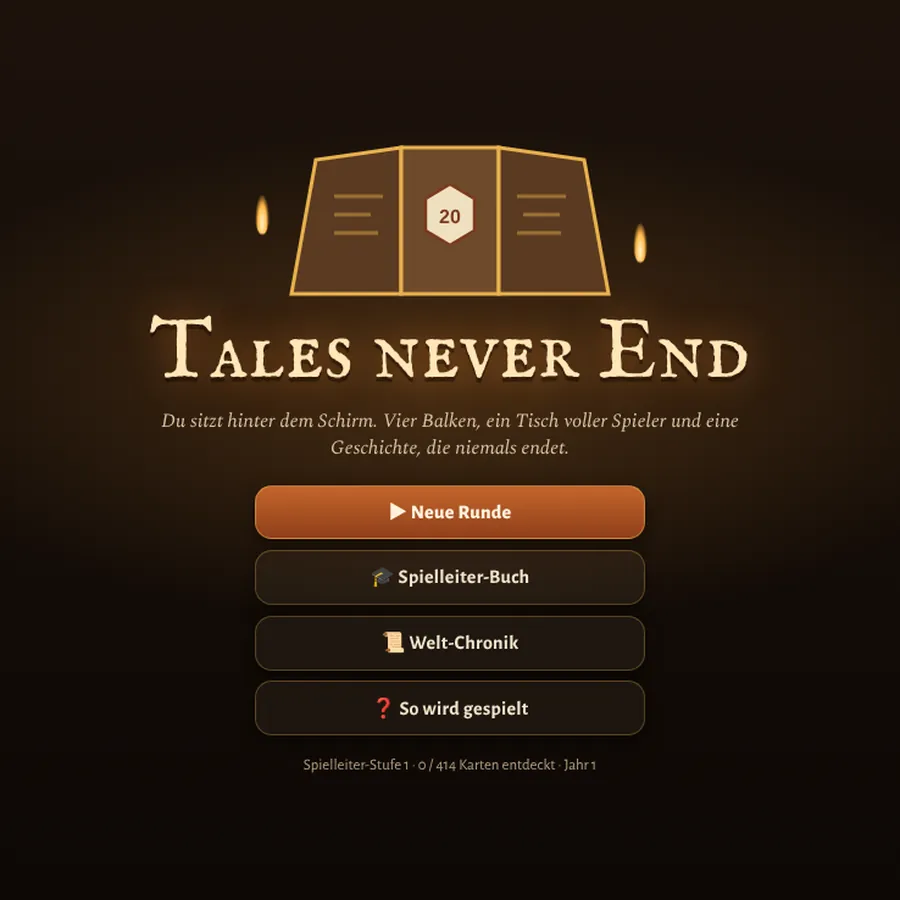 20
Tales never End
Du sitzt hinter dem Schirm. Vier Balken, ein Tisch voller Spieler und eine
Geschichte, die niemals endet.
▶ Neue Runde
🎓 Spielleiter-Buch
📜 Welt-Chronik
❓ So wird gespielt
Spielleiter-Stufe 1 · 0 / 414 Karten entdeckt · Jahr 1